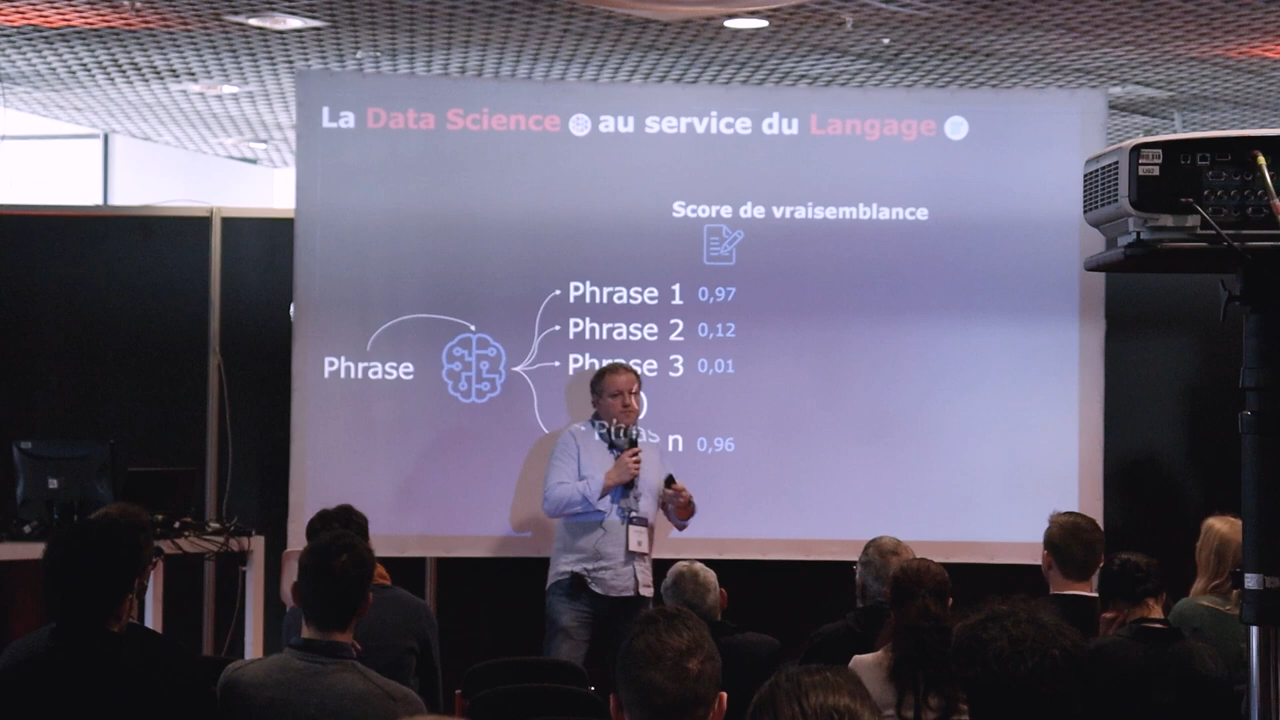 La Data Science au service du Langage
Score de vraisemblance
Phrase 1 0,97
Phrase 2 0,12
Phrase 3 0,01
Phrase
n 0,96